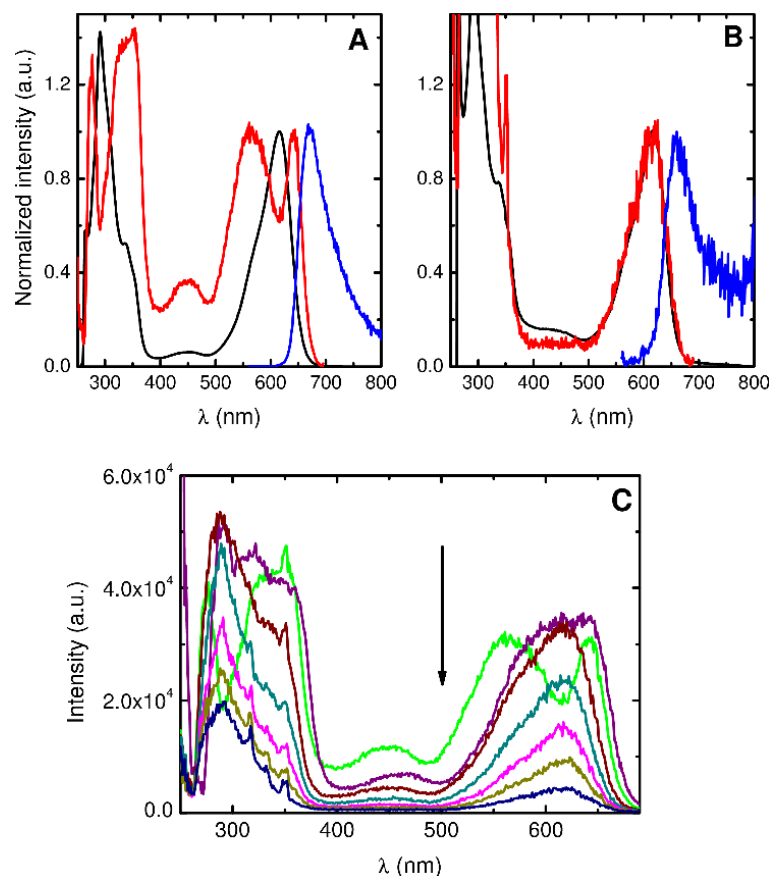 A
B
Normalized intensity (a.u.)
1.2
0.8
0.4
0.0
300 400 500 600 700 800
λ (nm)
1.2
0.8
0.4
0.0
300 400 500 600 700 800
λ (nm)
C
Intensity (a.u.)
6.0x10⁴
4.0x10⁴
2.0x10⁴
0.0
300 400 500 600
λ (nm)